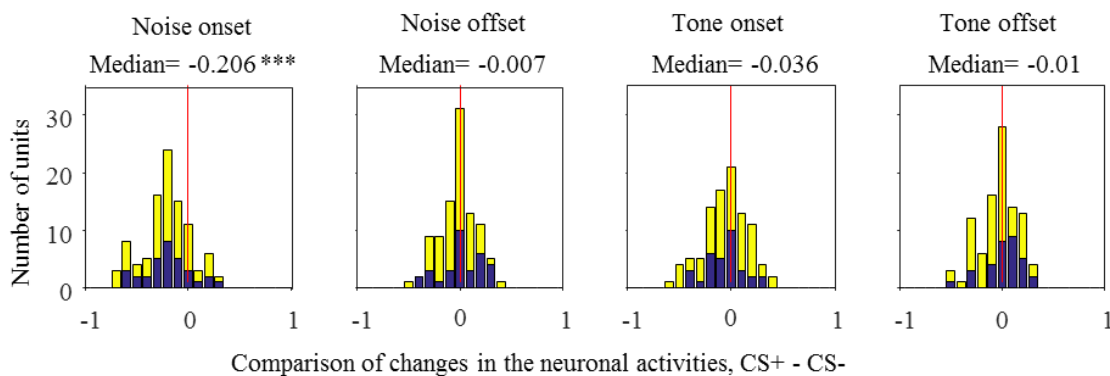 Noise onset
Median= -0.206 ***
Noise offset
Median= -0.007
Tone onset
Median= -0.036
Tone offset
Median= -0.01
Number of units
30
20
10
0
-1 0 1
-1 0 1
-1 0 1
-1 0 1
Comparison of changes in the neuronal activities, CS+ - CS-